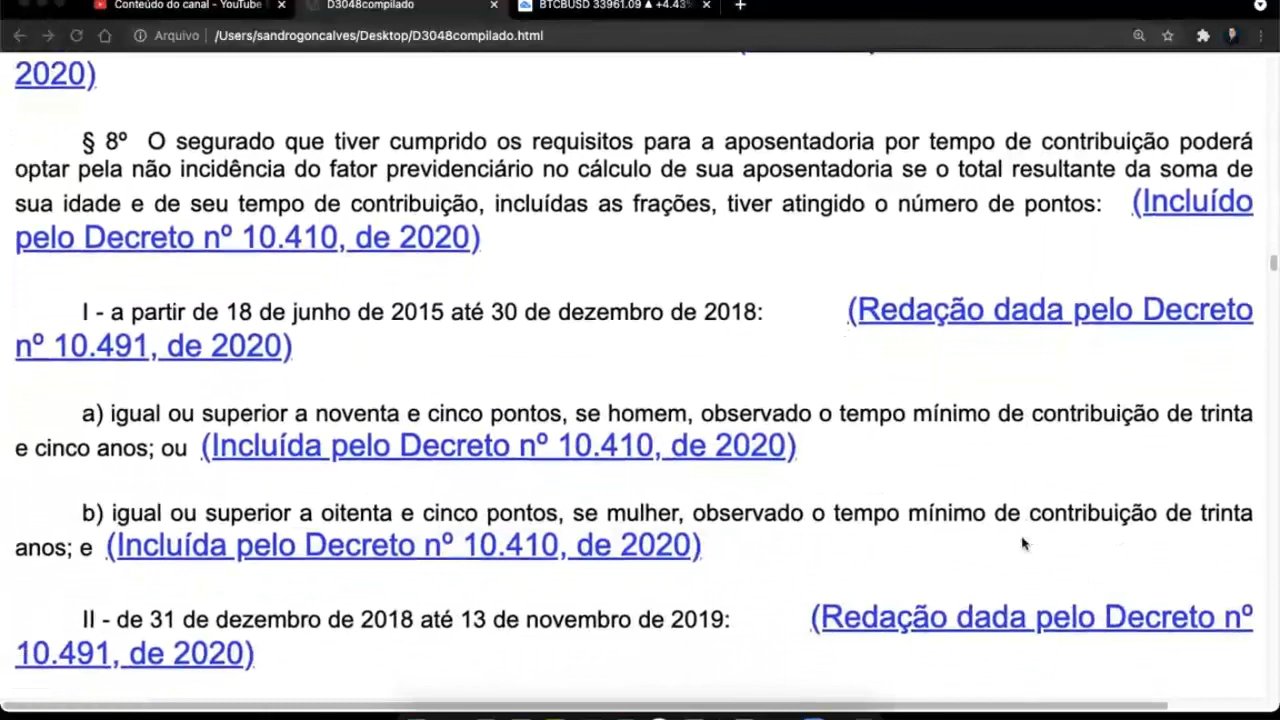 Conteúdo do canal - YouTube
D3048compilado
BTCBUSD 33961.09 ▲ +4.43%
Arquivo | /Users/sandrogoncalves/Desktop/D3048compilado.html
2020)
§ 8º O segurado que tiver cumprido os requisitos para a aposentadoria por tempo de contribuição poderá
optar pela não incidência do fator previdenciário no cálculo de sua aposentadoria se o total resultante da soma de
sua idade e de seu tempo de contribuição, incluídas as frações, tiver atingido o número de pontos: (Incluído
pelo Decreto nº 10.410, de 2020)
I - a partir de 18 de junho de 2015 até 30 de dezembro de 2018: (Redação dada pelo Decreto
nº 10.491, de 2020)
a) igual ou superior a noventa e cinco pontos, se homem, observado o tempo mínimo de contribuição de trinta
e cinco anos; ou (Incluída pelo Decreto nº 10.410, de 2020)
b) igual ou superior a oitenta e cinco pontos, se mulher, observado o tempo mínimo de contribuição de trinta
anos; e (Incluída pelo Decreto nº 10.410, de 2020)
II - de 31 de dezembro de 2018 até 13 de novembro de 2019: (Redação dada pelo Decreto nº
10.491, de 2020)